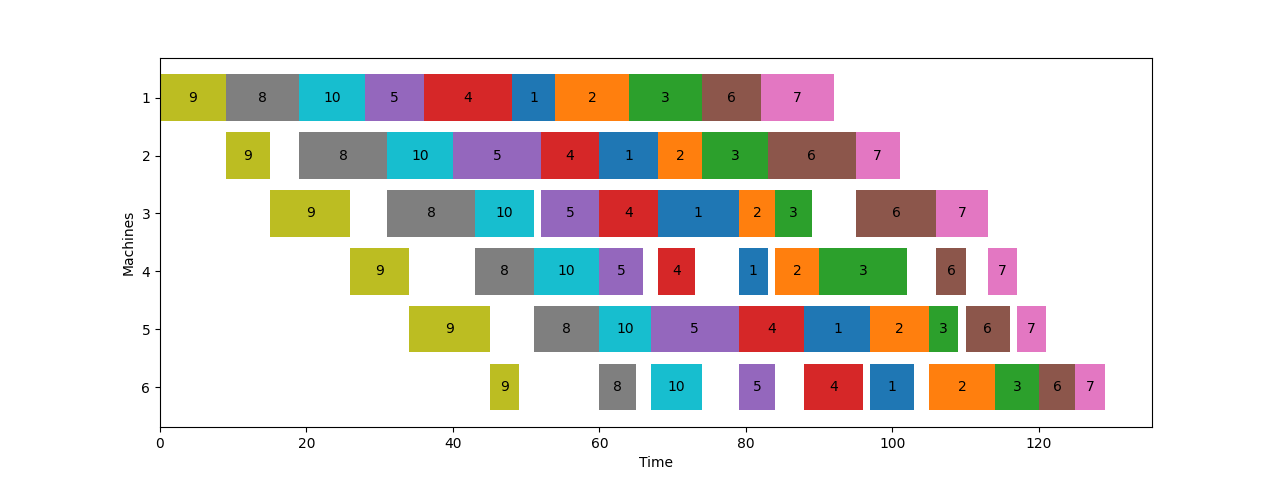 1 9 8 10 5 4 1 2 3 6 7
2 9 8 10 5 4 1 2 3 6 7
3 9 8 10 5 4 1 2 3 6 7
4 9 8 10 5 4 1 2 3 6 7
5 9 8 10 5 4 1 2 3 6 7
6 9 8 10 5 4 1 2 3 6 7
Machines
0 20 40 60 80 100 120
Time